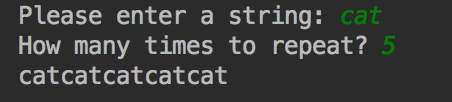 Please enter a string: cat
How many times to repeat? 5
catcatcatcatcat